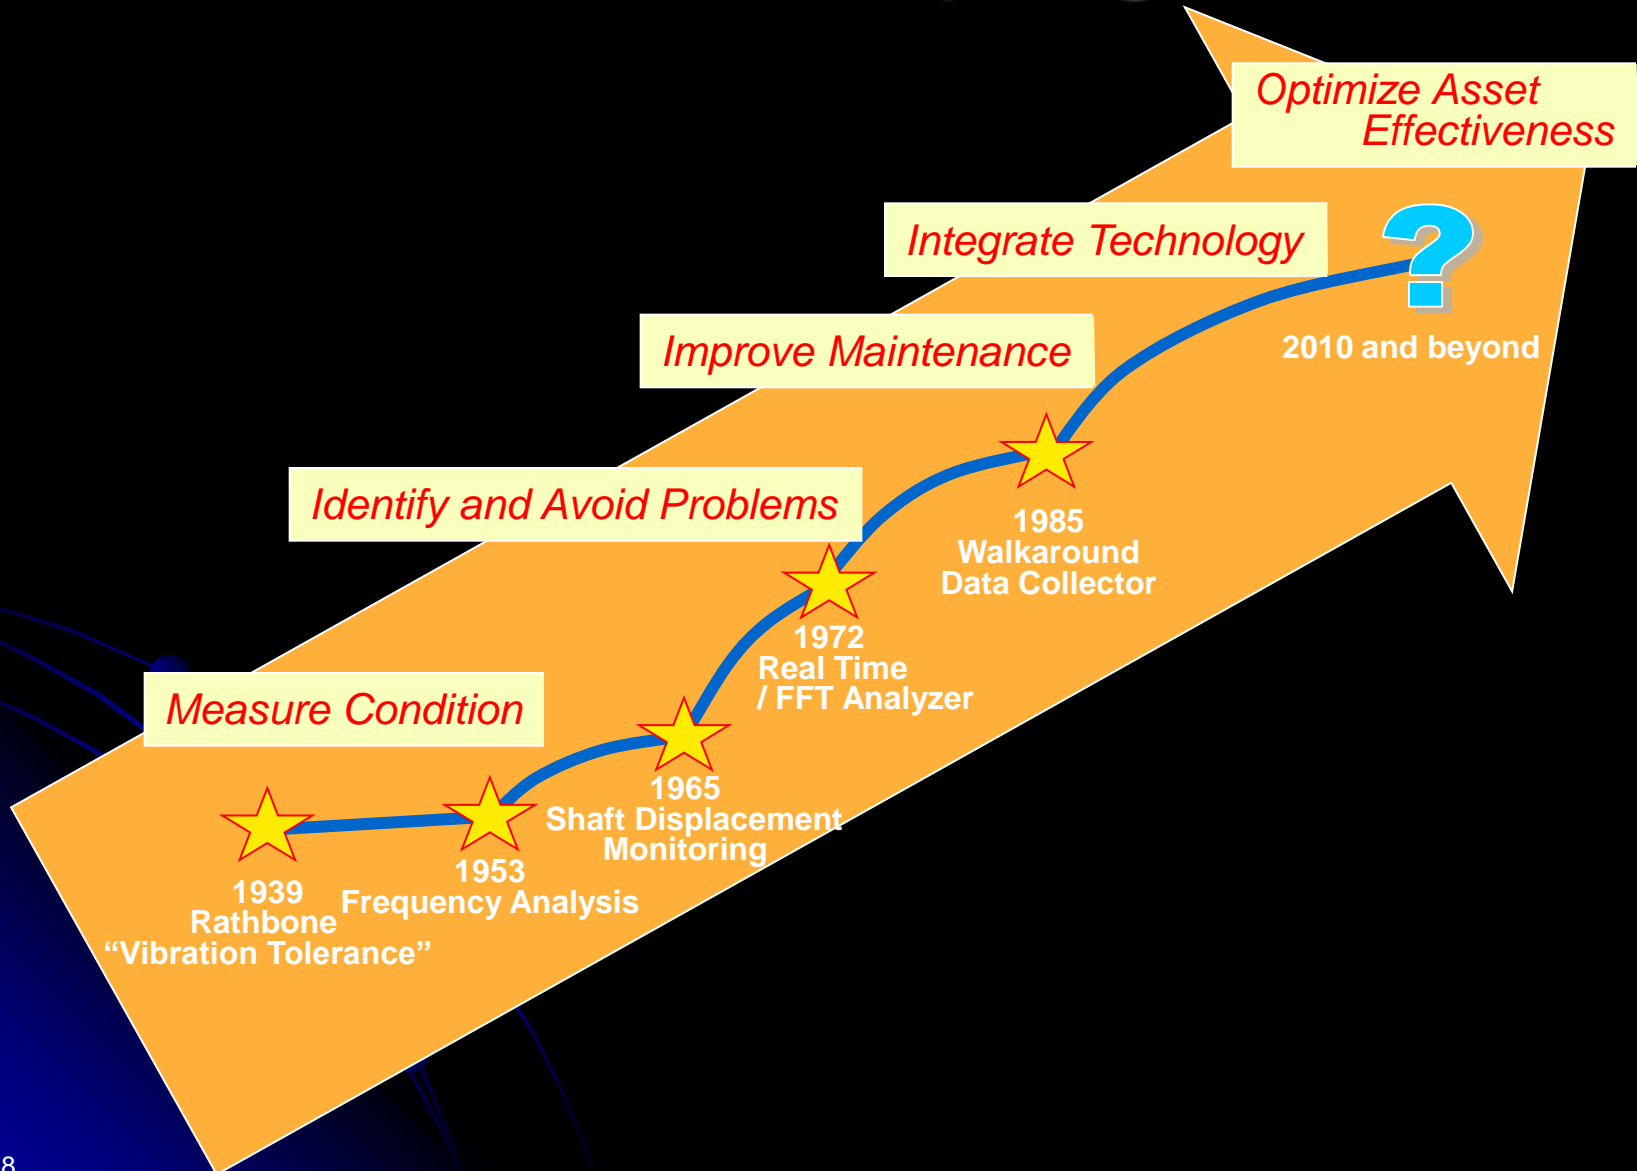 Optimize Asset
Effectiveness
Integrate Technology
?
2010 and beyond
Improve Maintenance
1985
Walkaround
Data Collector
Identify and Avoid Problems
1972
Real Time
/ FFT Analyzer
Measure Condition
1965
Shaft Displacement
Monitoring
1953
Frequency Analysis
1939
Rathbone
“Vibration Tolerance”
8